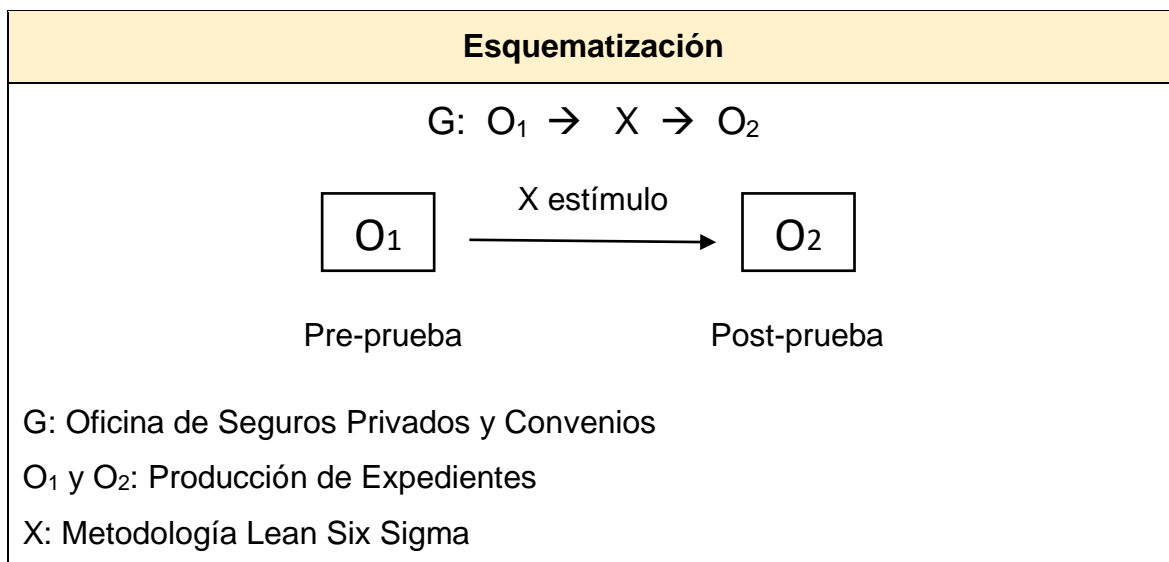 Esquematización
G: O₁ → X → O₂
X estímulo
O₁ O₂
Pre-prueba Post-prueba
G: Oficina de Seguros Privados y Convenios
O₁ y O₂: Producción de Expedientes
X: Metodología Lean Six Sigma